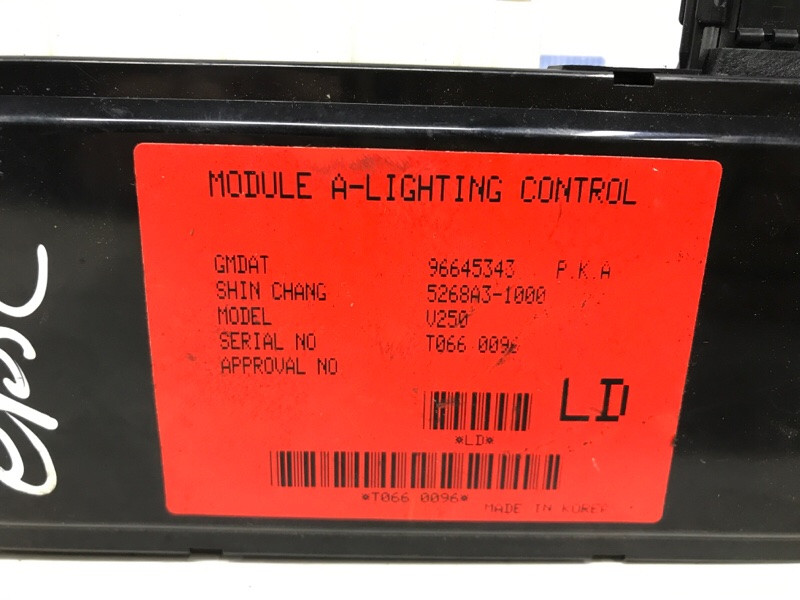 MODULE A-LIGHTING CONTROL
GMDAT 96645343 P.K.A
SHIN CHANG 5268A3-1000
MODEL V250
SERIAL NO T066 0096
APPROVAL NO
LD
*LD*
*T066 0096*
MADE IN KOREA